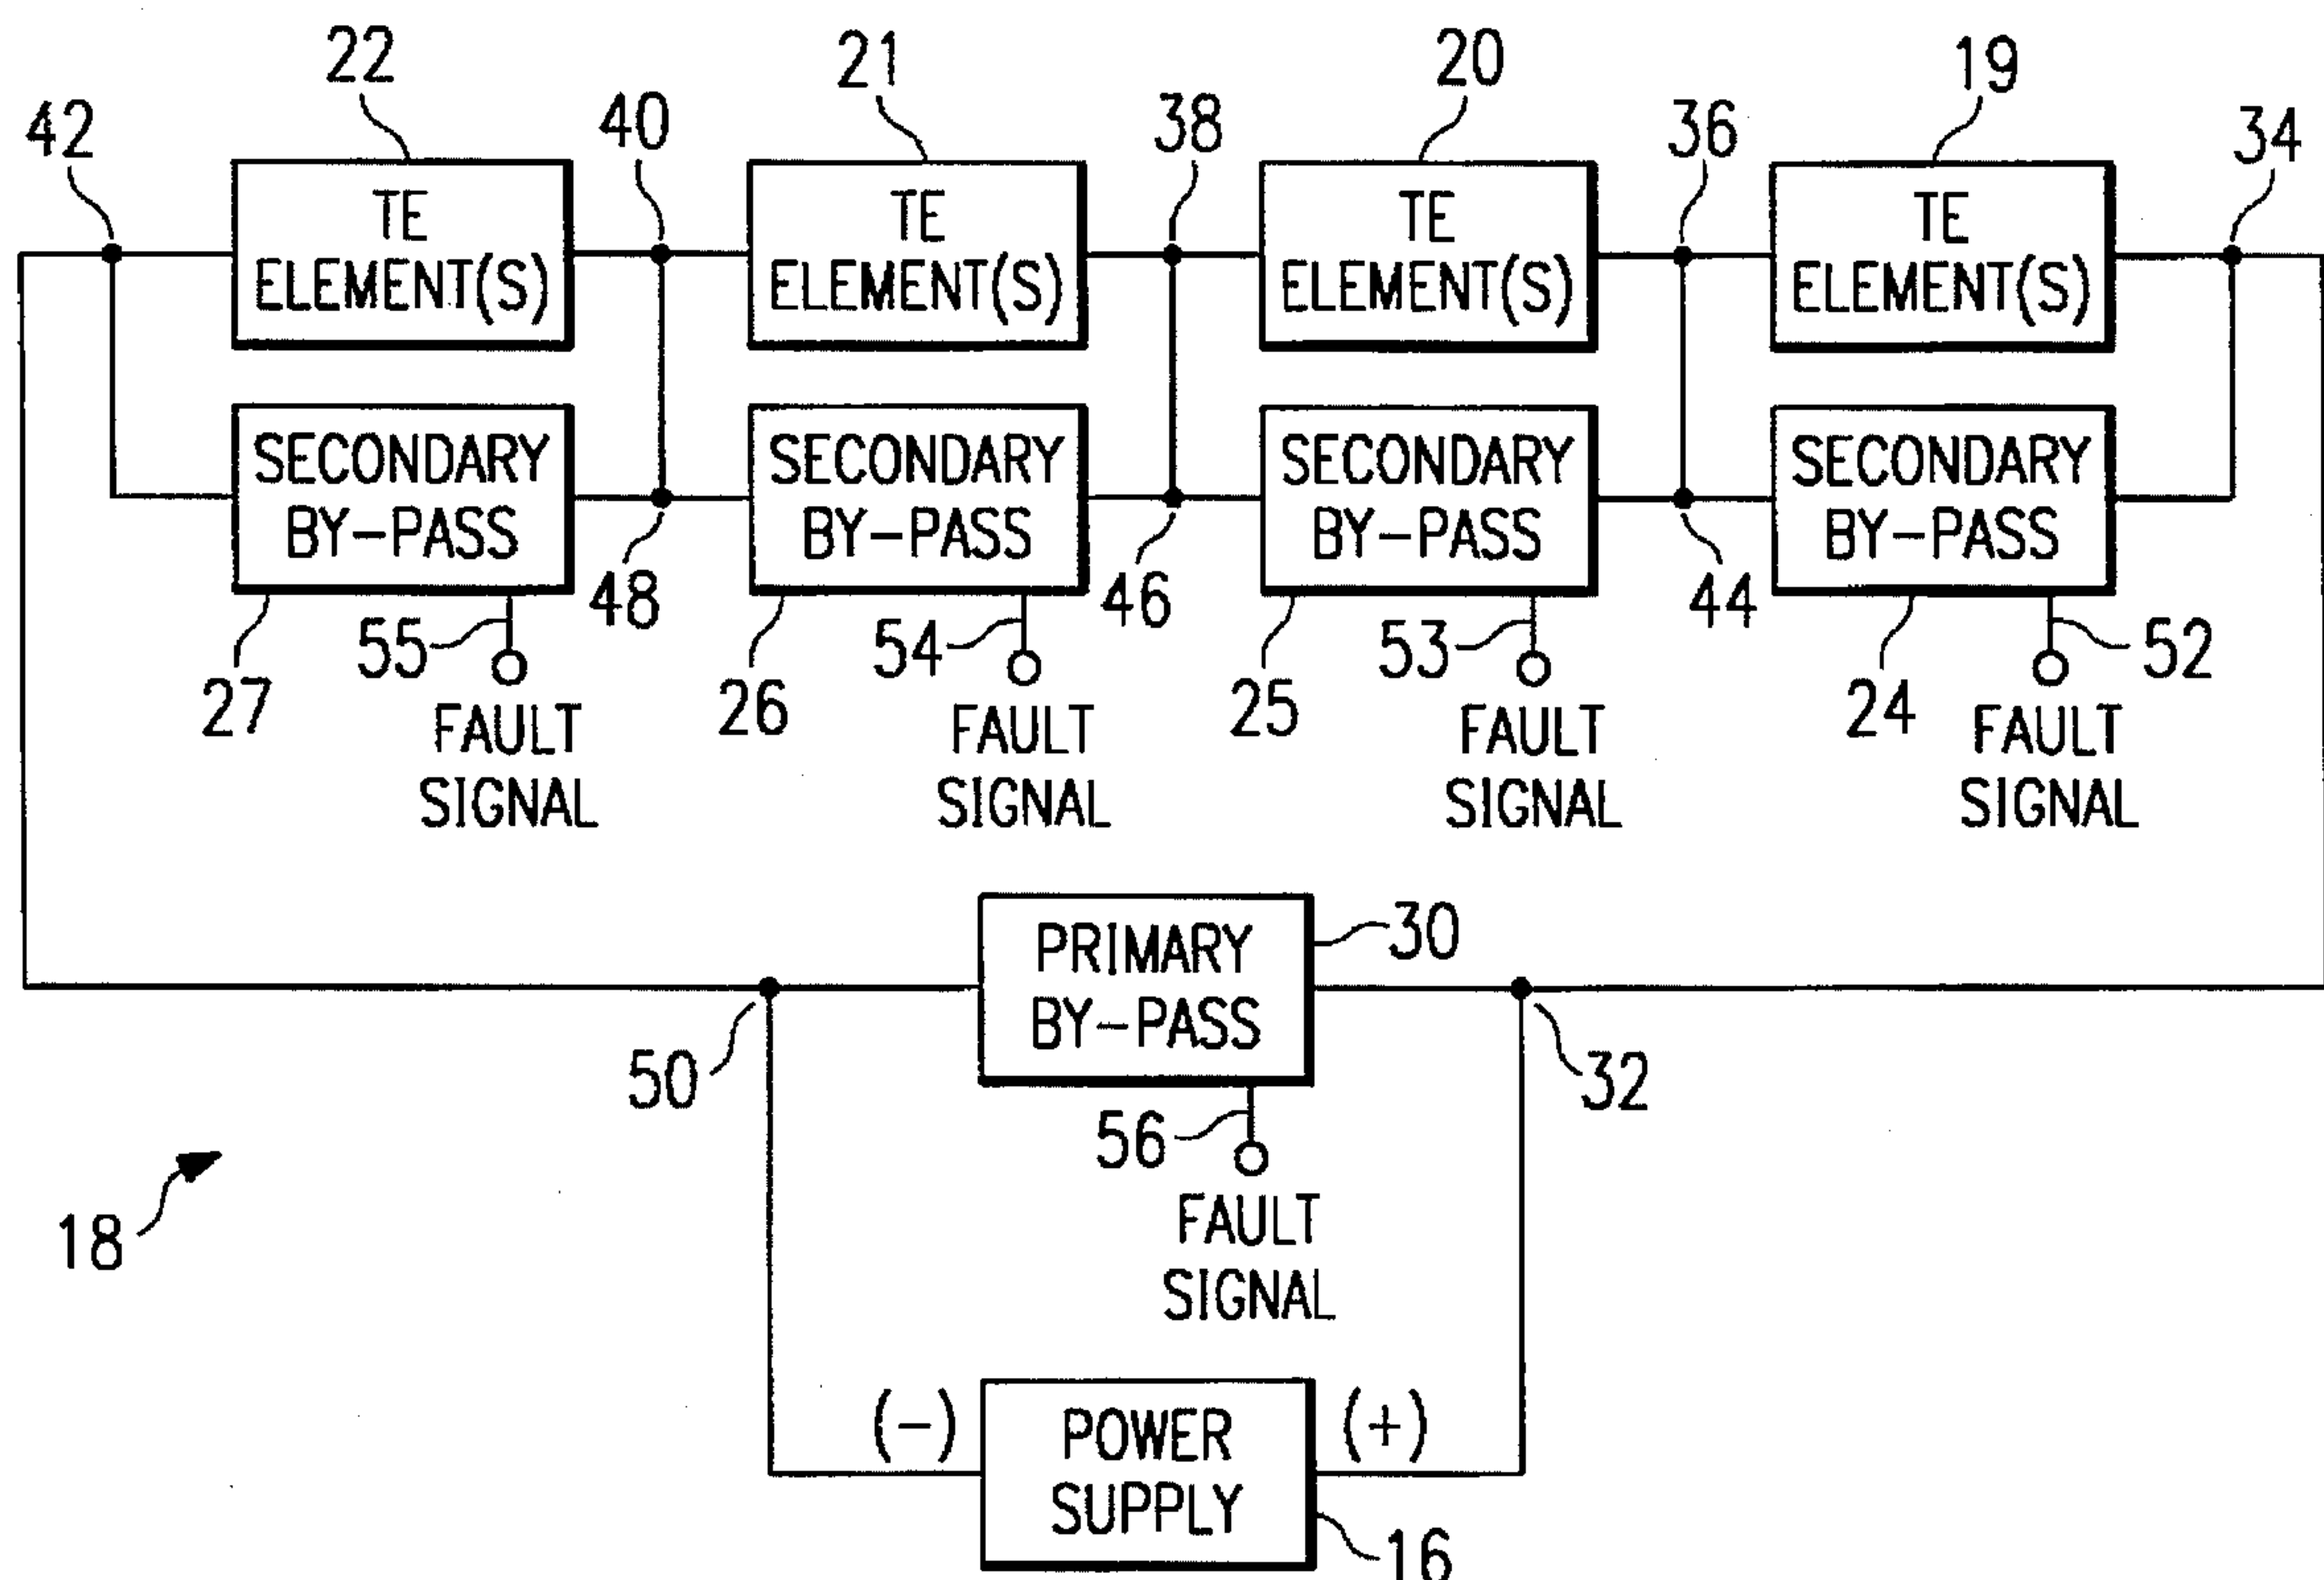 22
21
20
19
42
40
38
36
34
TE
ELEMENT(S)
TE
ELEMENT(S)
TE
ELEMENT(S)
TE
ELEMENT(S)
SECONDARY
BY-PASS
SECONDARY
BY-PASS
SECONDARY
BY-PASS
SECONDARY
BY-PASS
48
46
44
27
55
26
54
25
53
24
52
FAULT
SIGNAL
FAULT
SIGNAL
FAULT
SIGNAL
FAULT
SIGNAL
PRIMARY
BY-PASS
30
50
32
56
FAULT
SIGNAL
18
(-)
POWER
SUPPLY
(+)
16